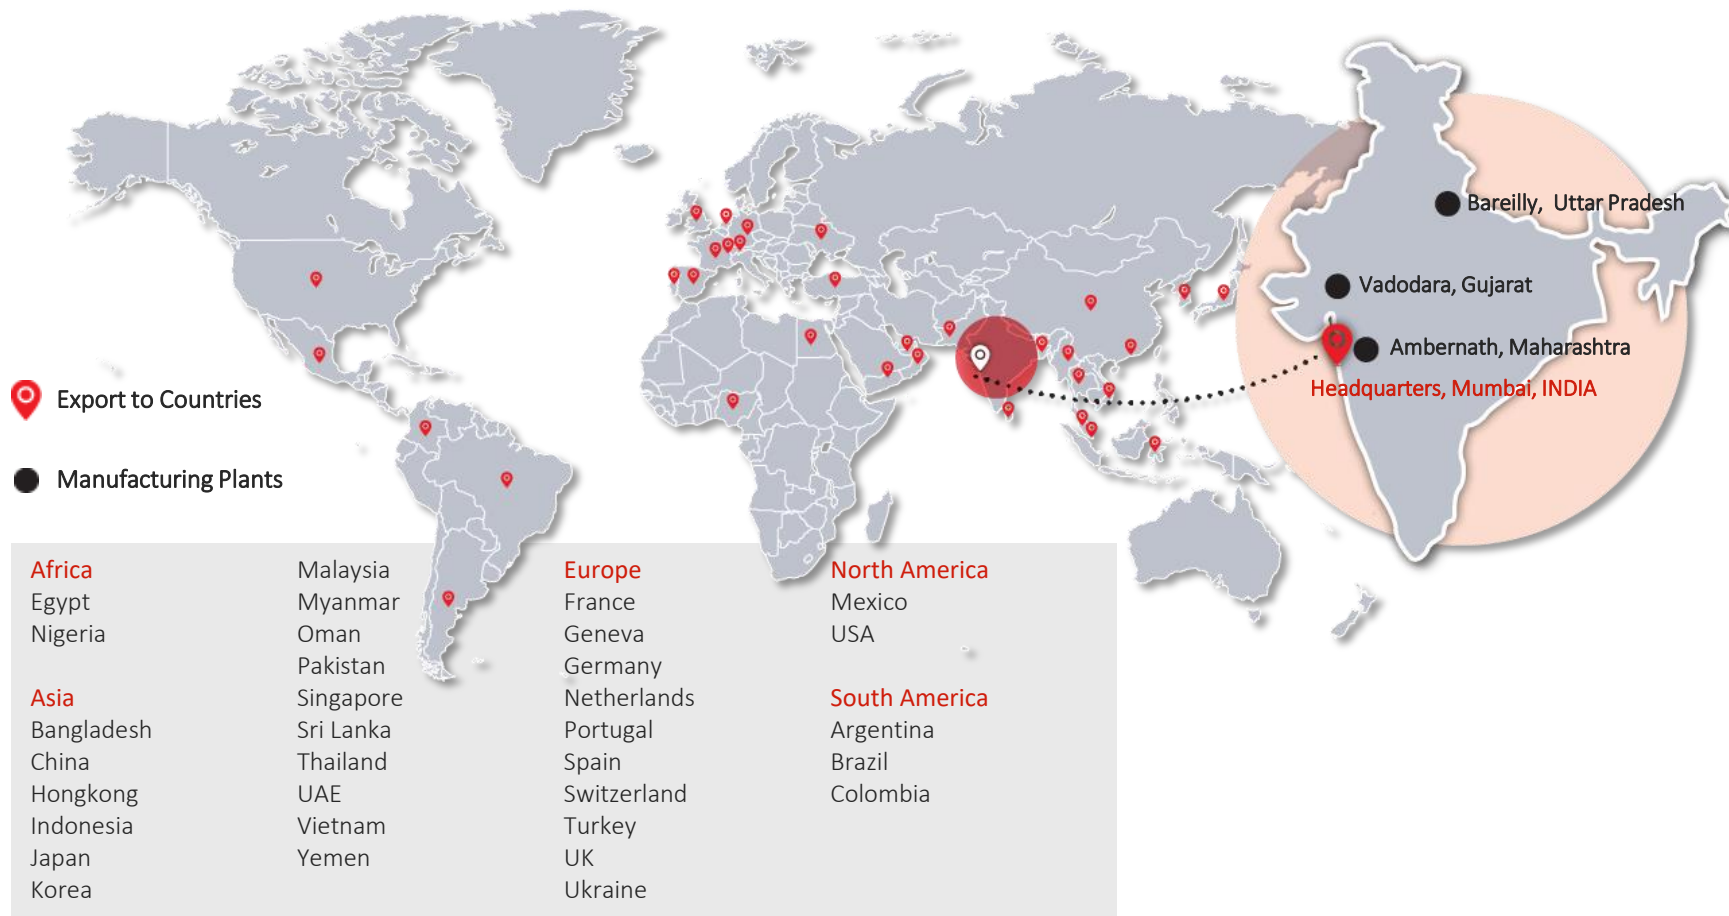 Bareilly, Uttar Pradesh
Vadodara, Gujarat
Ambernath, Maharashtra
Headquarters, Mumbai, INDIA
Export to Countries
Manufacturing Plants
Africa
Egypt
Nigeria
Asia
Bangladesh
China
Hongkong
Indonesia
Japan
Korea
Malaysia
Myanmar
Oman
Pakistan
Singapore
Sri Lanka
Thailand
UAE
Vietnam
Yemen
Europe
France
Geneva
Germany
Netherlands
Portugal
Spain
Switzerland
Turkey
UK
Ukraine
North America
Mexico
USA
South America
Argentina
Brazil
Colombia